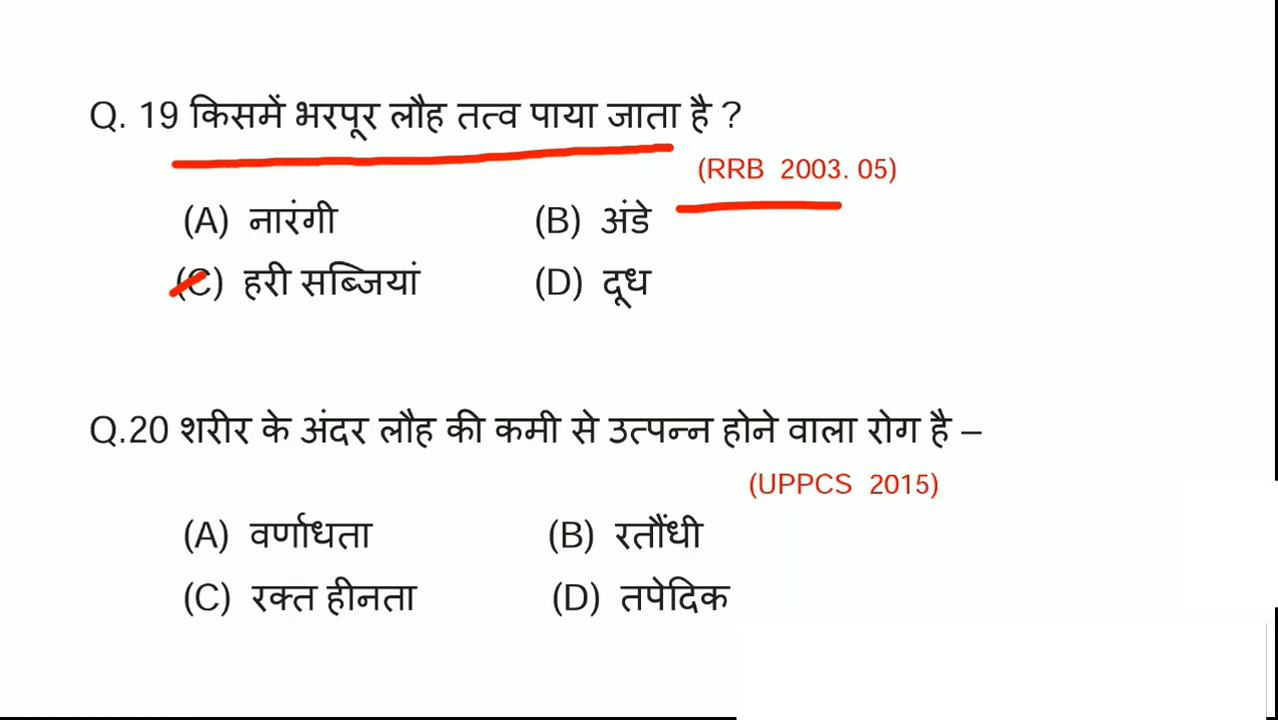 Q. 19 किसमें भरपूर लौह तत्व पाया जाता है ?
(RRB 2003. 05)
(A) नारंगी (B) अंडे
(C) हरी सब्जियां (D) दूध
Q.20 शरीर के अंदर लौह की कमी से उत्पन्न होने वाला रोग है –
(UPPCS 2015)
(A) वर्णाधता (B) रतौंधी
(C) रक्त हीनता (D) तपेदिक